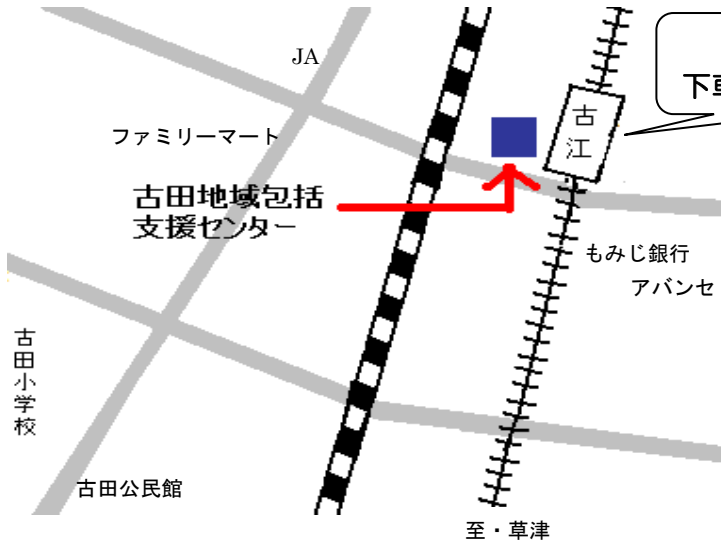 JA
下車
古
江
ファミリーマート
古田地域包括
支援センター
もみじ銀行
アバンセ
古
田
小
学
校
古田公民館
至・草津